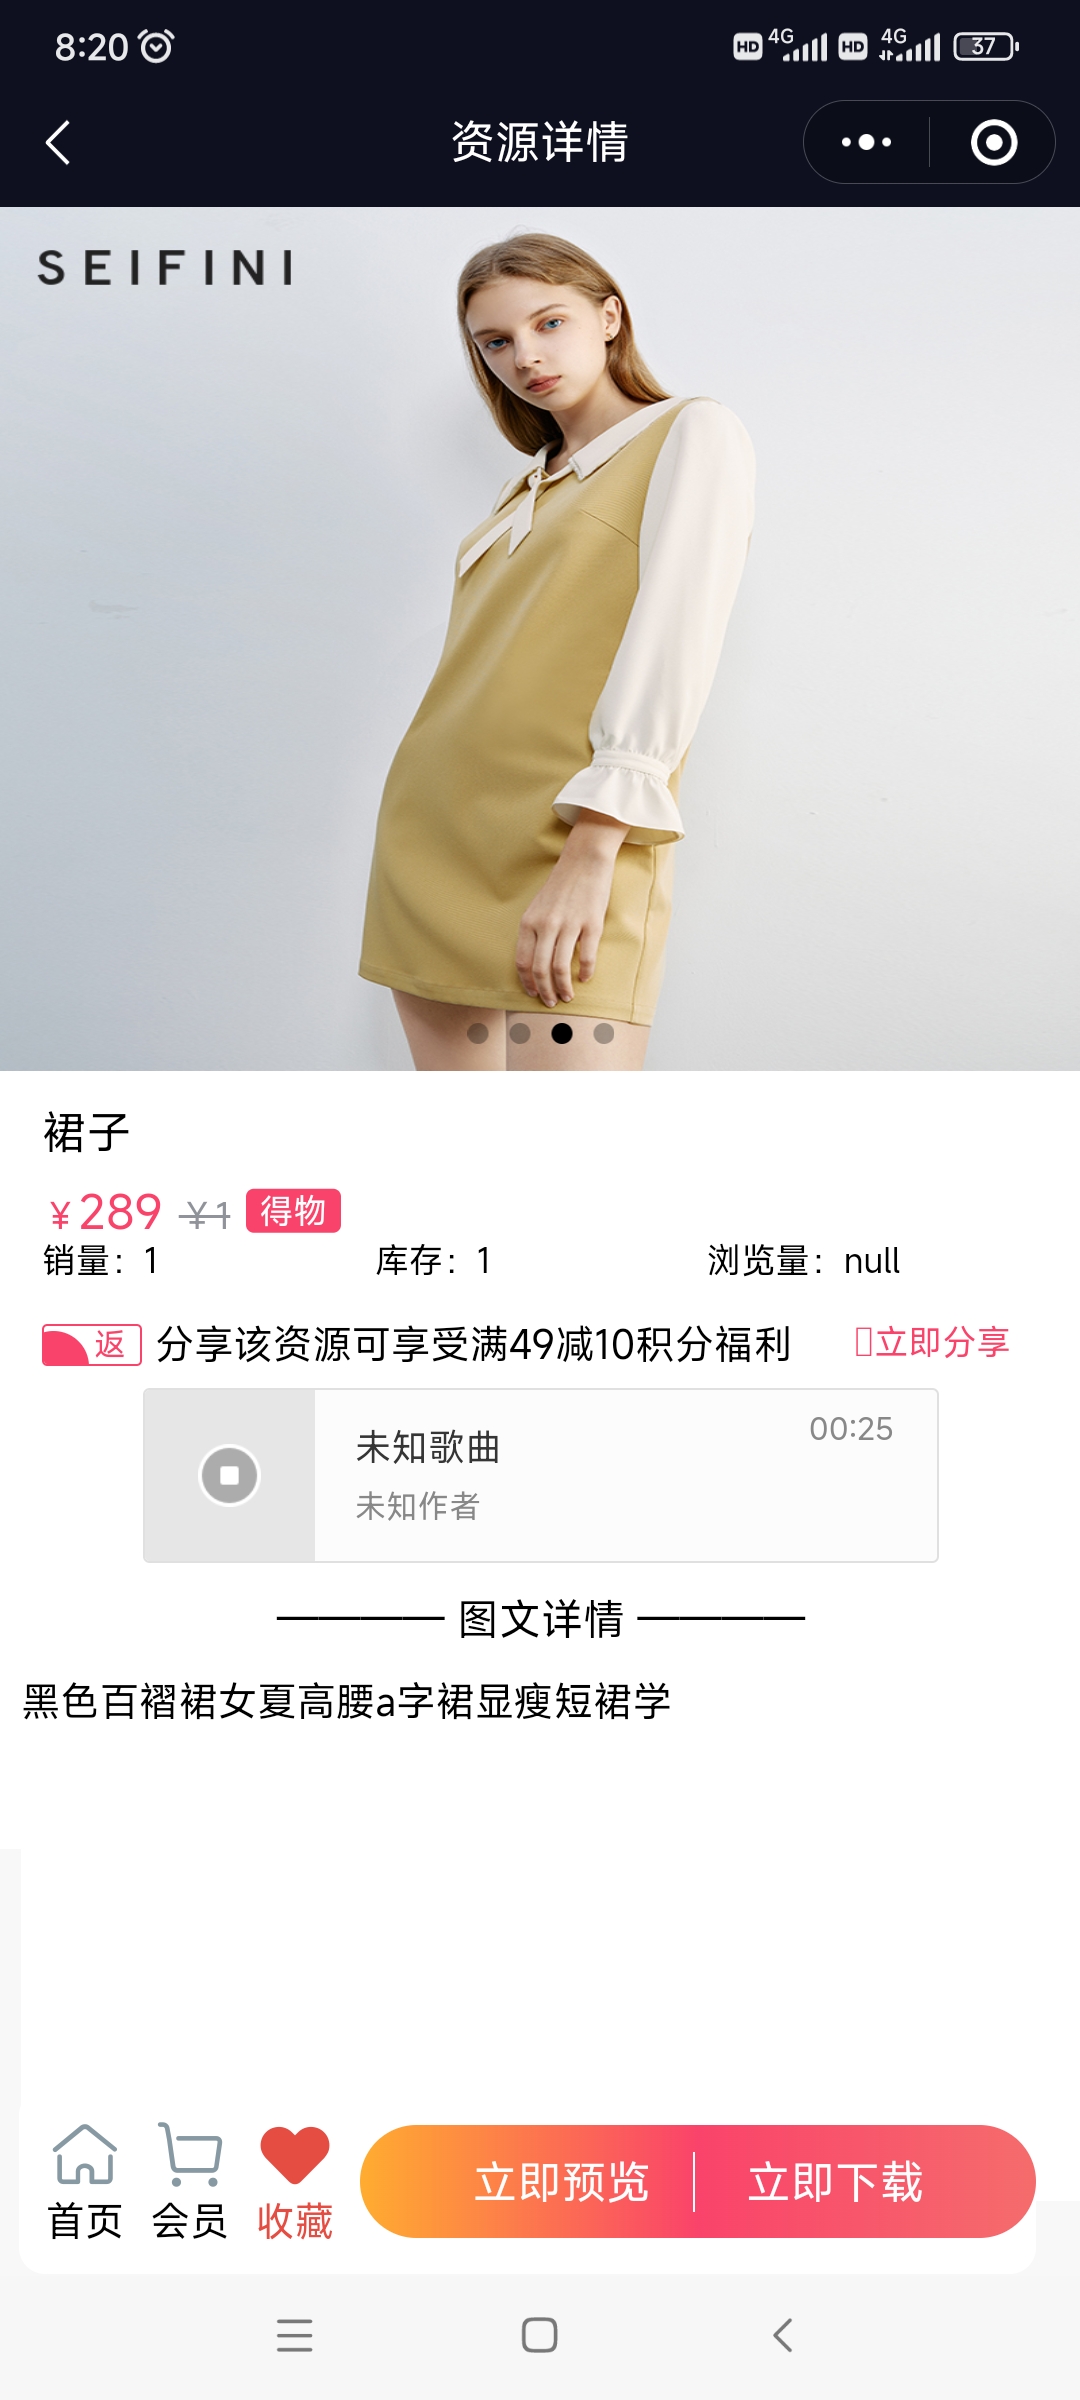 8:20
HD 4G HD 4G 37
资源详情
SEIFINI
裙子
¥289 ¥1 得物
销量：1 库存：1 浏览量：null
返 分享该资源可享受满49减10积分福利 立即分享
未知歌曲 00:25
未知作者
图文详情
黑色百褶裙女夏高腰a字裙显瘦短裙学
立即预览 立即下载
首页 会员 收藏